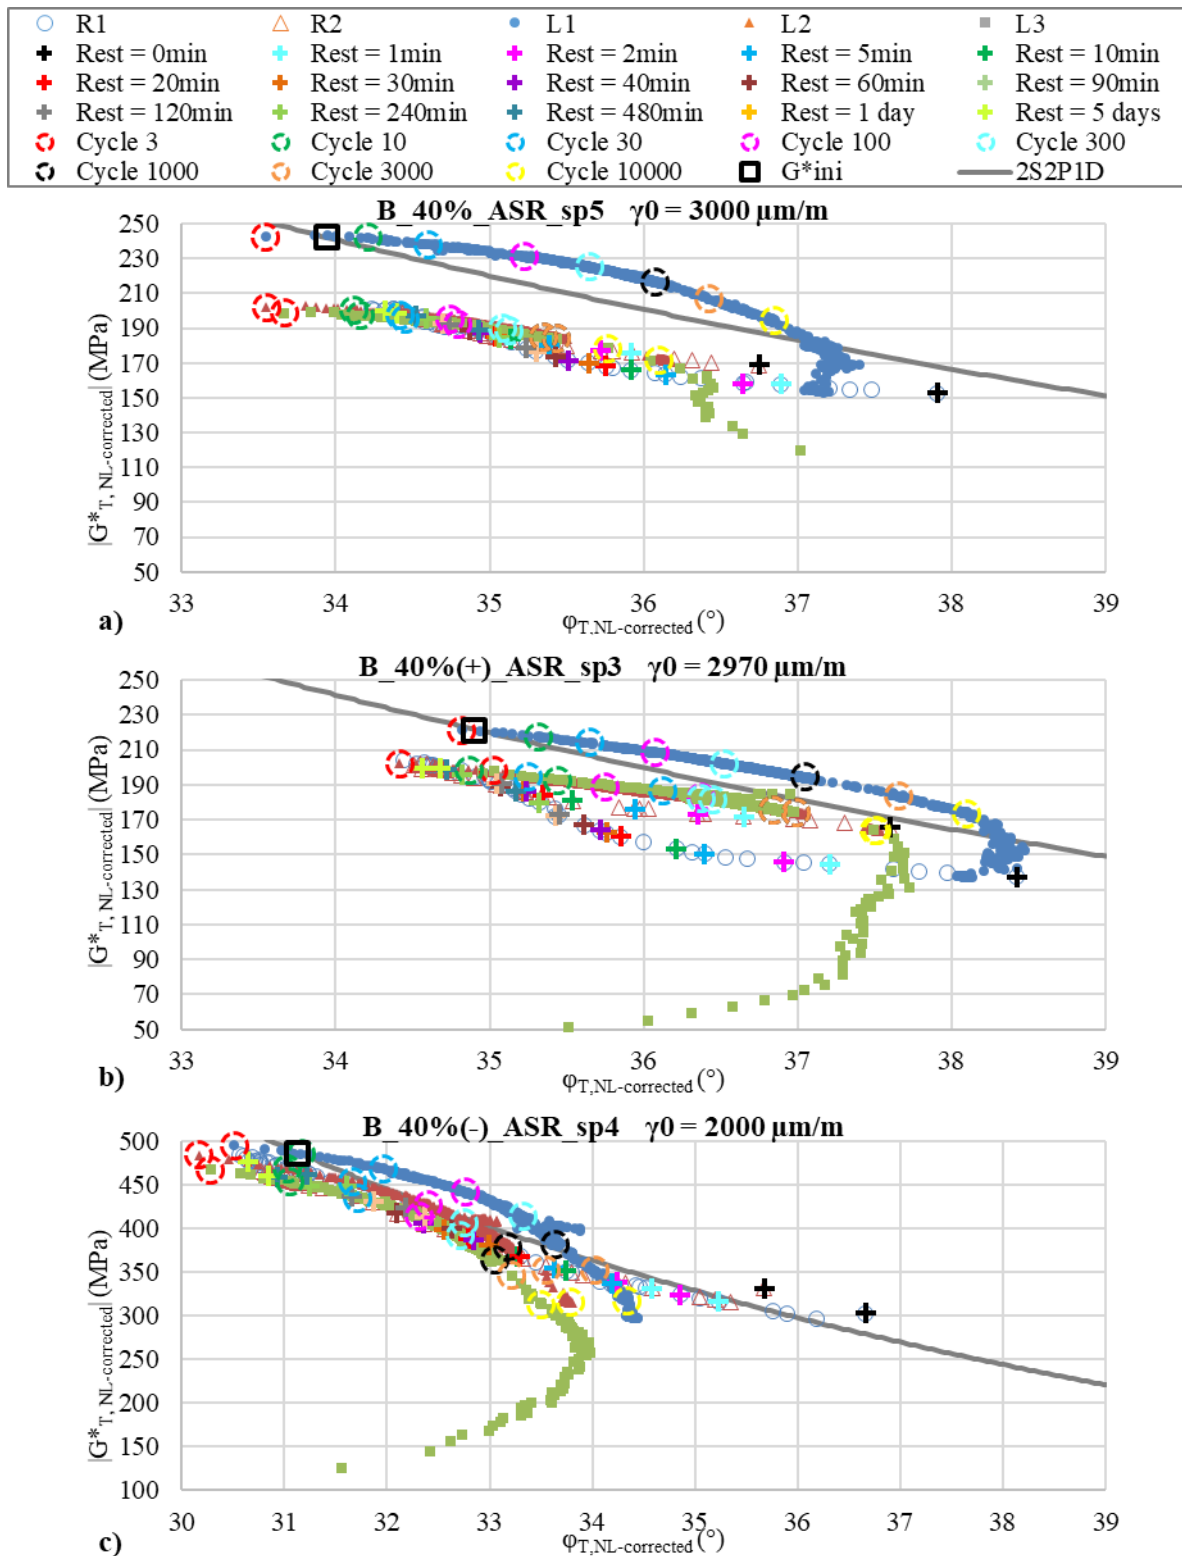 R1 R2 L1 L2 L3
Rest = 0min Rest = 1min Rest = 2min Rest = 5min Rest = 10min
Rest = 20min Rest = 30min Rest = 40min Rest = 60min Rest = 90min
Rest = 120min Rest = 240min Rest = 480min Rest = 1 day Rest = 5 days
Cycle 3 Cycle 10 Cycle 30 Cycle 100 Cycle 300
Cycle 1000 Cycle 3000 Cycle 10000 G*ini 2S2P1D
B_40%_ASR_sp5 γ0 = 3000 µm/m
|G*T, NL-corrected| (MPa)
250
230
210
190
170
150
130
110
90
70
50
33 34 35 36 37 38 39
a) φT,NL-corrected (°)
B_40%(+)_ASR_sp3 γ0 = 2970 µm/m
|G*T, NL-corrected| (MPa)
250
230
210
190
170
150
130
110
90
70
50
33 34 35 36 37 38 39
b) φT,NL-corrected (°)
B_40%(-)_ASR_sp4 γ0 = 2000 µm/m
|G*T, NL-corrected| (MPa)
500
450
400
350
300
250
200
150
100
30 31 32 33 34 35 36 37 38 39
c) φT,NL-corrected (°)